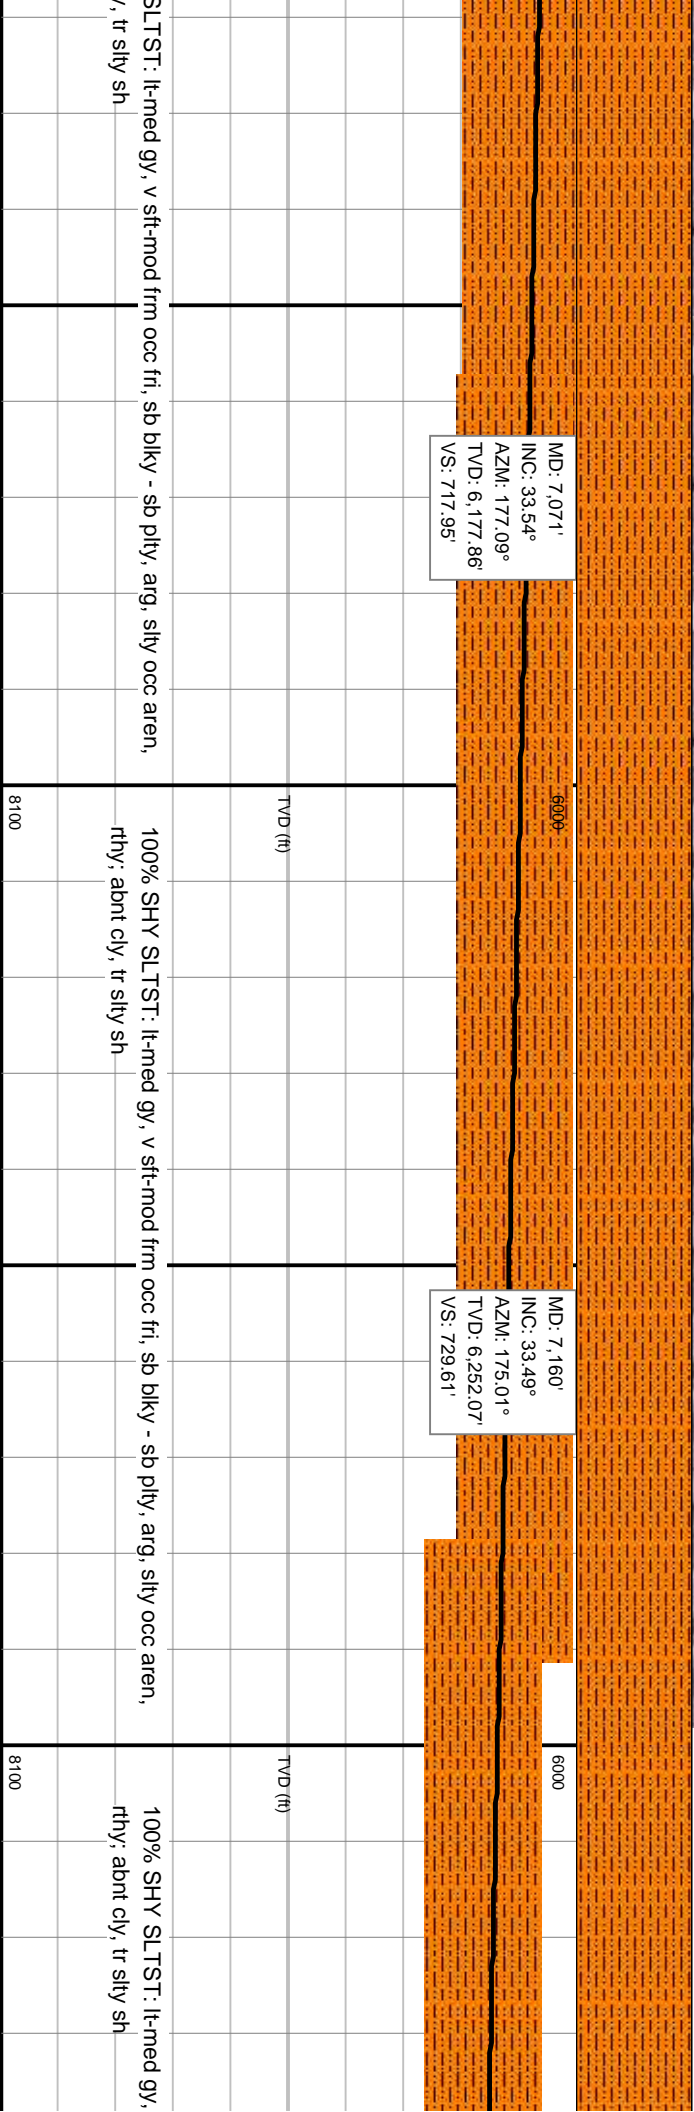 SLTST: lt-med gy, v sft-mod frm occ fri, sb blky - sb plty, arg, slty occ aren,
, tr slty sh
MD: 7,071'
INC: 33.54°
AZM: 177.09°
TVD: 6,177.86'
VS: 717.95'
6000
TVD (ft)
8100
100% SHY SLTST: lt-med gy, v sft-mod frm occ fri, sb blky - sb plty, arg, slty occ aren,
rthy; abnt cly, tr slty sh
MD: 7,160'
INC: 33.49°
AZM: 175.01°
TVD: 6,252.07'
VS: 729.61'
6000
TVD (ft)
8100
100% SHY SLTST: lt-med gy,
rthy; abnt cly, tr slty sh